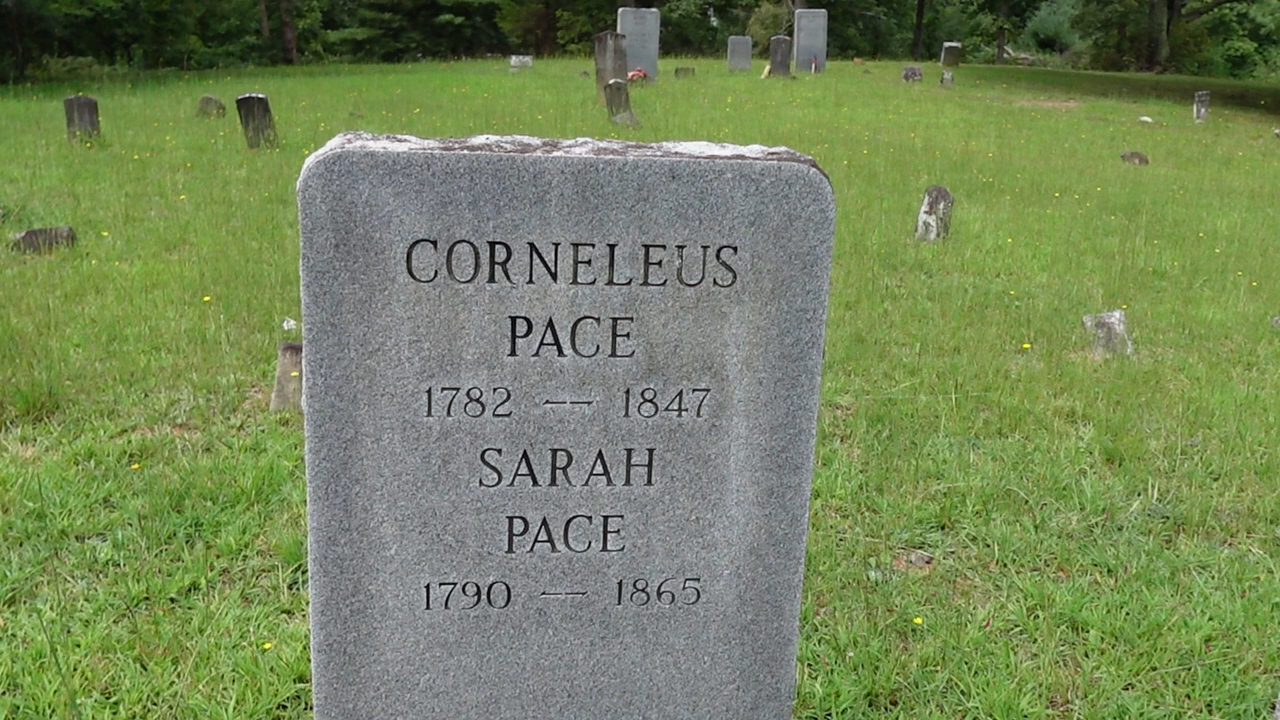 CORNELEUS
PACE
1782 — 1847
SARAH
PACE
1790 — 1865